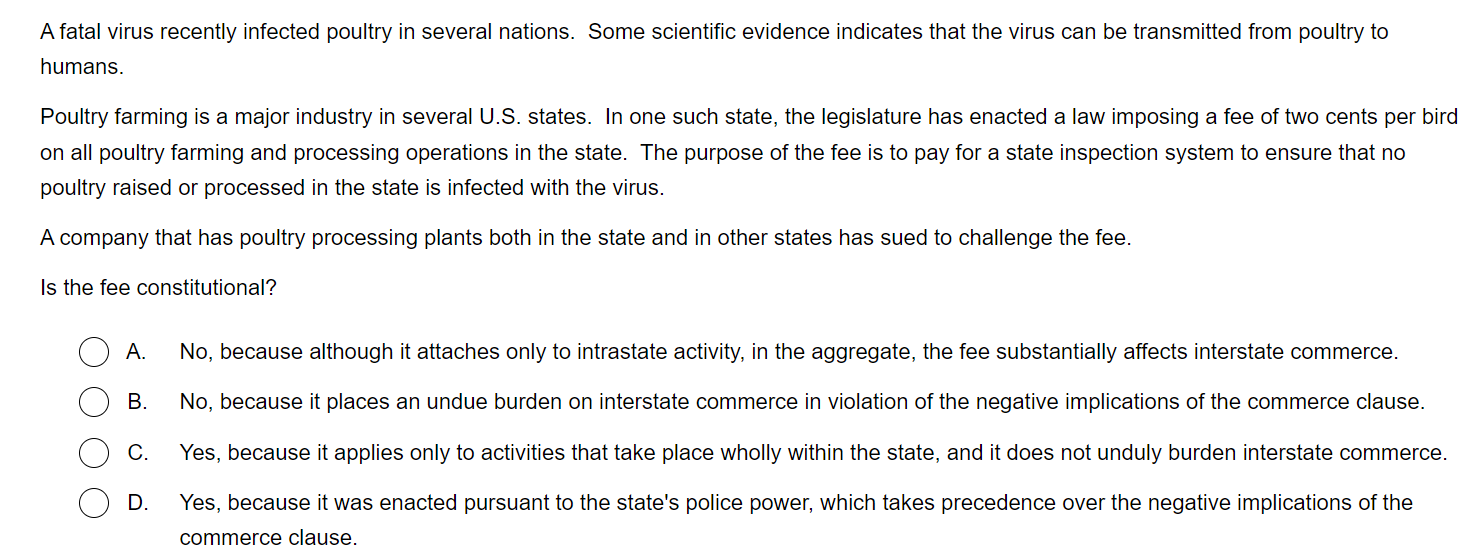 A fatal virus recently infected poultry in several nations.  Some scientific evidence indicates that the virus can be transmitted from poultry to
humans.
Poultry farming is a major industry in several U.S. states.  In one such state, the legislature has enacted a law imposing a fee of two cents per bird
on all poultry farming and processing operations in the state.  The purpose of the fee is to pay for a state inspection system to ensure that no
poultry raised or processed in the state is infected with the virus.
A company that has poultry processing plants both in the state and in other states has sued to challenge the fee.
Is the fee constitutional?
A. No, because although it attaches only to intrastate activity, in the aggregate, the fee substantially affects interstate commerce.
B. No, because it places an undue burden on interstate commerce in violation of the negative implications of the commerce clause.
C. Yes, because it applies only to activities that take place wholly within the state, and it does not unduly burden interstate commerce.
D. Yes, because it was enacted pursuant to the state's police power, which takes precedence over the negative implications of the
commerce clause.